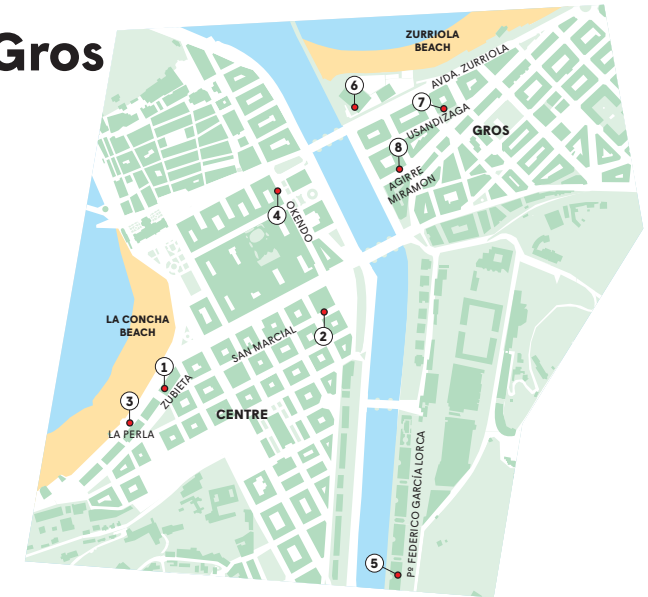 Gros
ZURRIOLA
BEACH
AVDA. ZURRIOLA
6
7
USANDIZAGA
GROS
8
AGIRRE
MIRAMON
4
OKENDO
LA CONCHA
BEACH
SAN MARCIAL
2
1
ZUBIETA
3
LA PERLA
CENTRE
Pº FEDERICO GARCÍA LORCA
5